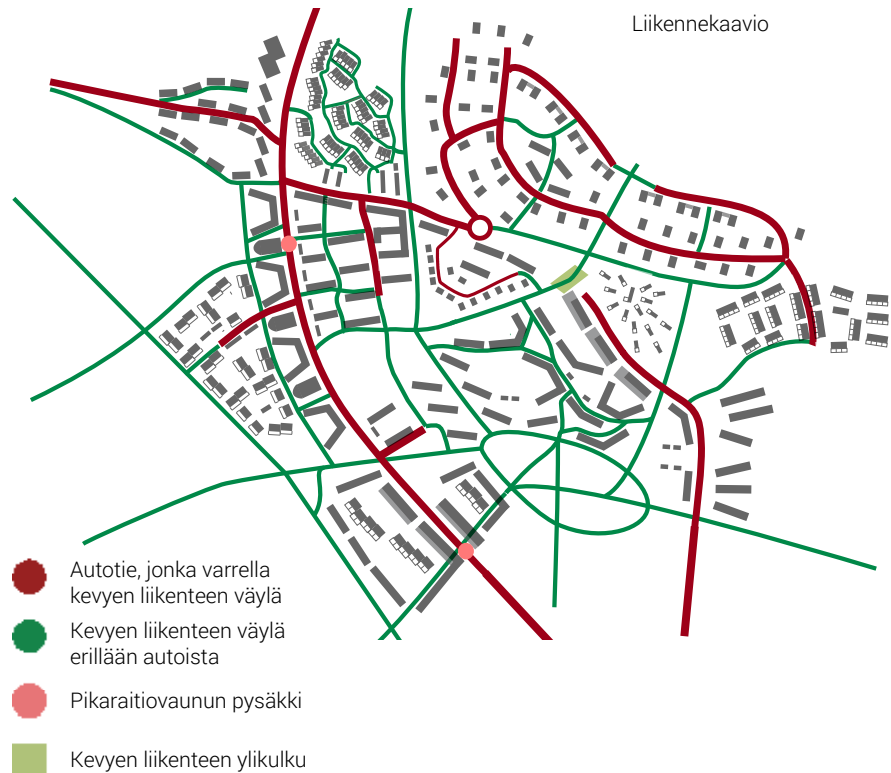 Liikennekaavio
Autotie, jonka varrella
kevyen liikenteen väylä
Kevyen liikenteen väylä
erillään autoista
Pikaraitiovaunun pysäkki
Kevyen liikenteen ylikulku